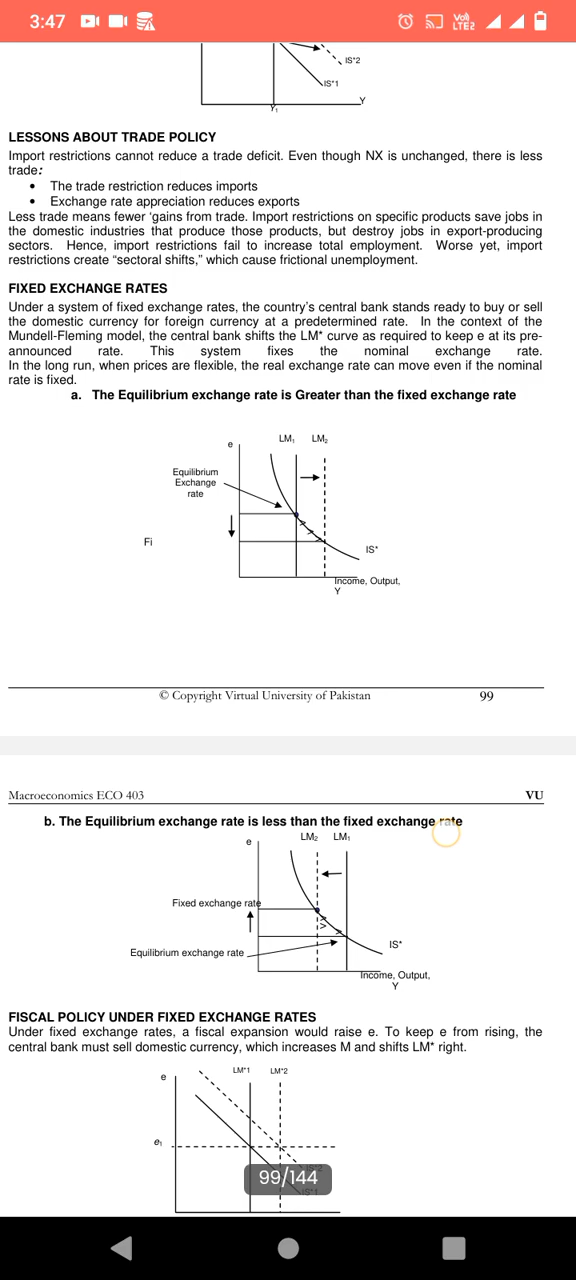 3:47
Vo)) LTE2
IS*2
IS*1
Y
Y1
LESSONS ABOUT TRADE POLICY
Import restrictions cannot reduce a trade deficit. Even though NX is unchanged, there is less
trade:
• The trade restriction reduces imports
• Exchange rate appreciation reduces exports
Less trade means fewer ‘gains from trade. Import restrictions on specific products save jobs in
the domestic industries that produce those products, but destroy jobs in export-producing
sectors. Hence, import restrictions fail to increase total employment. Worse yet, import
restrictions create “sectoral shifts,” which cause frictional unemployment.
FIXED EXCHANGE RATES
Under a system of fixed exchange rates, the country’s central bank stands ready to buy or sell
the domestic currency for foreign currency at a predetermined rate. In the context of the
Mundell-Fleming model, the central bank shifts the LM* curve as required to keep e at its pre-
announced rate. This system fixes the nominal exchange rate.
In the long run, when prices are flexible, the real exchange rate can move even if the nominal
rate is fixed.
a. The Equilibrium exchange rate is Greater than the fixed exchange rate
e
LM1 LM2
Equilibrium
Exchange
rate
Fi
IS*
Income, Output,
Y
© Copyright Virtual University of Pakistan 99
Macroeconomics ECO 403 VU
b. The Equilibrium exchange rate is less than the fixed exchange rate
e
LM2 LM1
Fixed exchange rate
IS*
Equilibrium exchange rate
Income, Output,
Y
FISCAL POLICY UNDER FIXED EXCHANGE RATES
Under fixed exchange rates, a fiscal expansion would raise e. To keep e from rising, the
central bank must sell domestic currency, which increases M and shifts LM* right.
e
LM*1 LM*2
e1
IS*2
99/144
IS*1